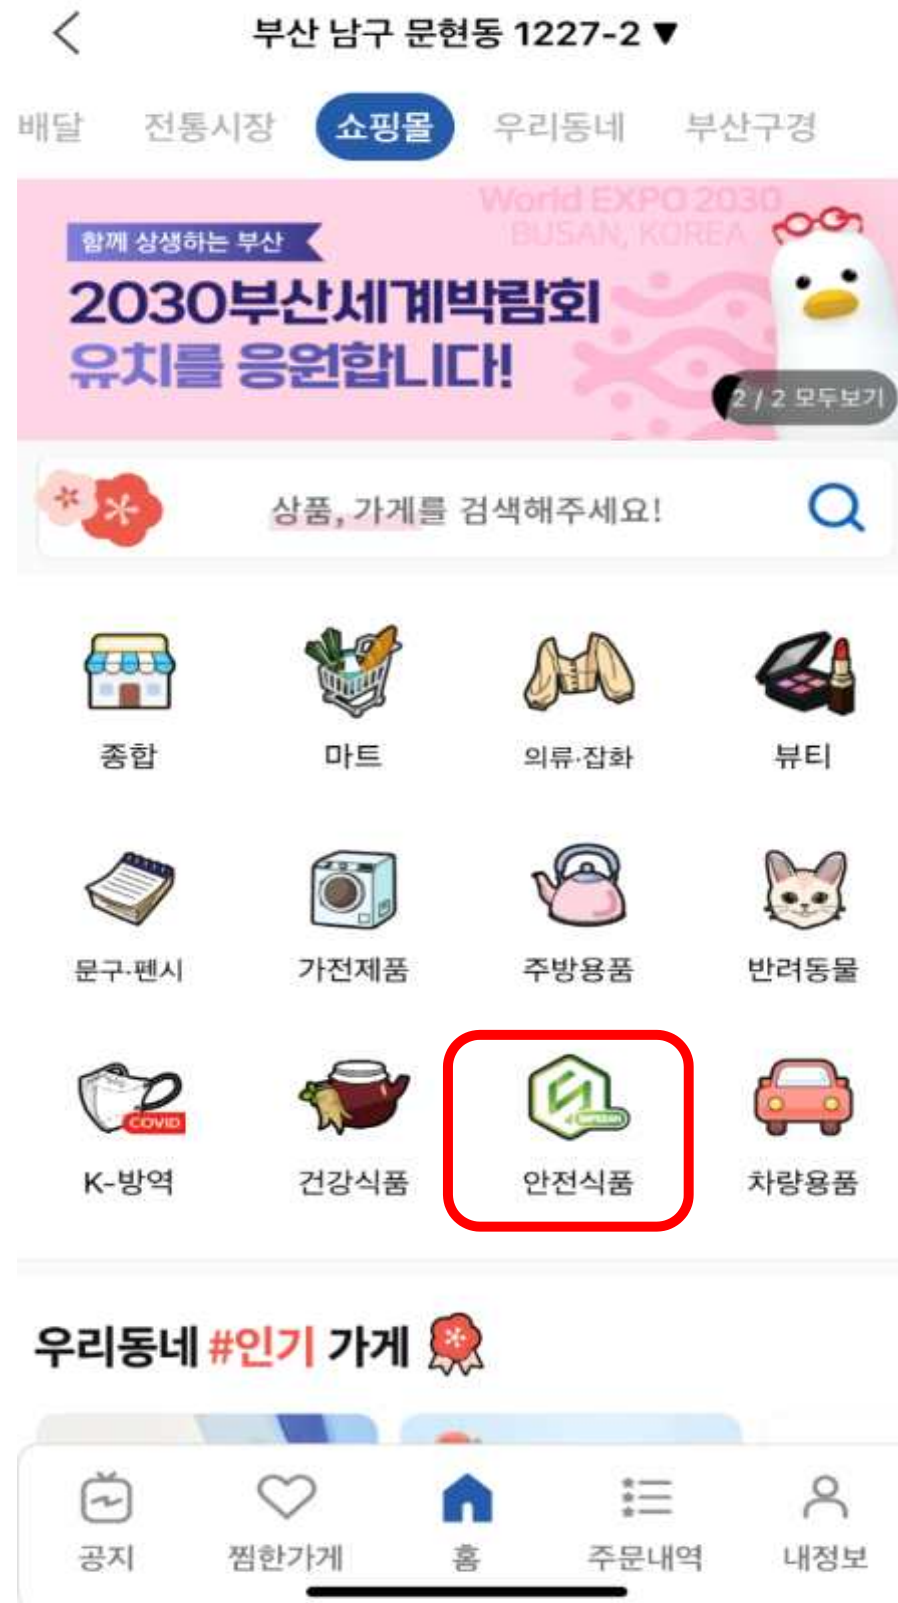 부산 남구 문현동 1227-2 ▼
배달 전통시장 쇼핑몰 우리동네 부산구경
World EXPO 2030
BUSAN, KOREA
함께 상생하는 부산
2030부산세계박람회
유치를 응원합니다!
2 / 2 모두보기
상품, 가게를 검색해주세요!
종합 마트 의류·잡화 뷰티
문구·펜시 가전제품 주방용품 반려동물
COVID
K-방역 건강식품 안전식품 차량용품
우리동네 #인기 가게
공지 찜한가게 홈 주문내역 내정보